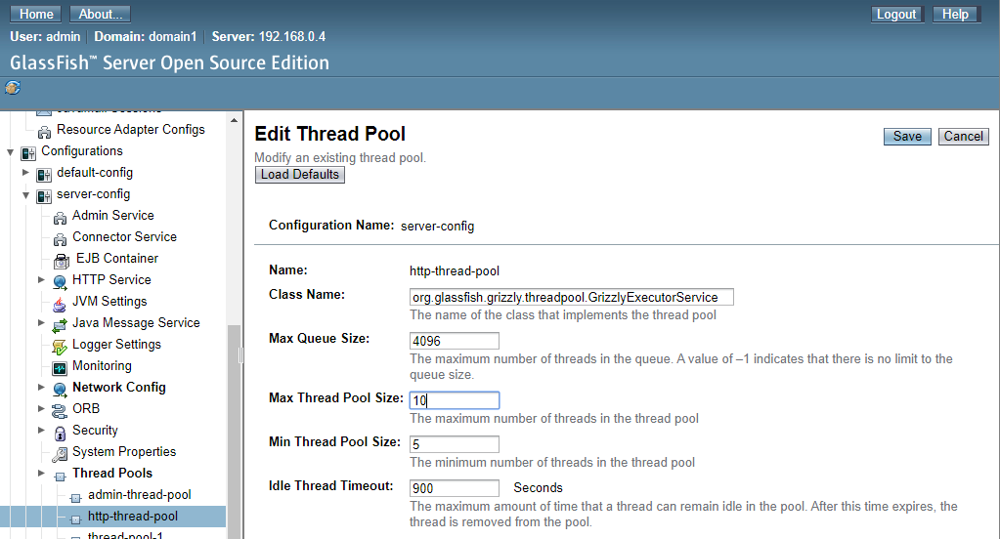 Home About... Logout Help
User: admin Domain: domain1 Server: 192.168.0.4
GlassFish™ Server Open Source Edition
JavaMail Sessions
Resource Adapter Configs
Configurations
default-config
server-config
Admin Service
Connector Service
EJB Container
HTTP Service
JVM Settings
Java Message Service
Logger Settings
Monitoring
Network Config
ORB
Security
System Properties
Thread Pools
admin-thread-pool
http-thread-pool
thread-pool-1
Edit Thread Pool
Save Cancel
Modify an existing thread pool.
Load Defaults
Configuration Name: server-config
Name: http-thread-pool
Class Name: org.glassfish.grizzly.threadpool.GrizzlyExecutorService
The name of the class that implements the thread pool
Max Queue Size: 4096
The maximum number of threads in the queue. A value of –1 indicates that there is no limit to the
queue size.
Max Thread Pool Size: 10
The maximum number of threads in the thread pool
Min Thread Pool Size: 5
The minimum number of threads in the thread pool
Idle Thread Timeout: 900 Seconds
The maximum amount of time that a thread can remain idle in the pool. After this time expires, the
thread is removed from the pool.